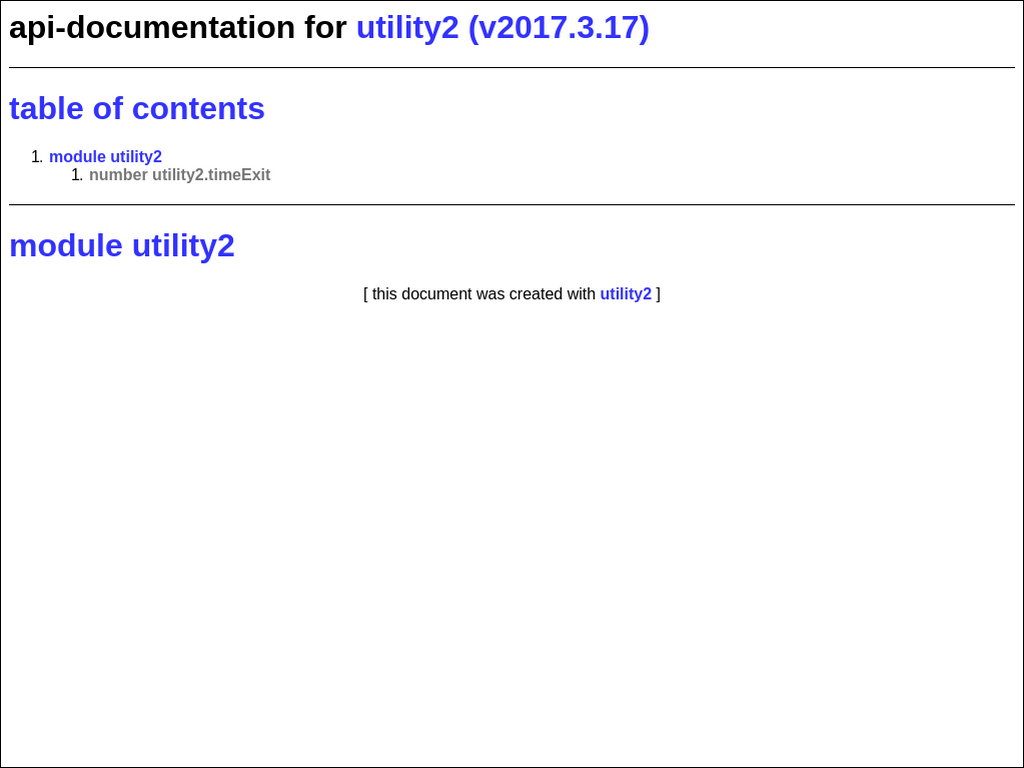 api-documentation for utility2 (v2017.3.17)
table of contents
1. module utility2
1. number utility2.timeExit
module utility2
[ this document was created with utility2 ]